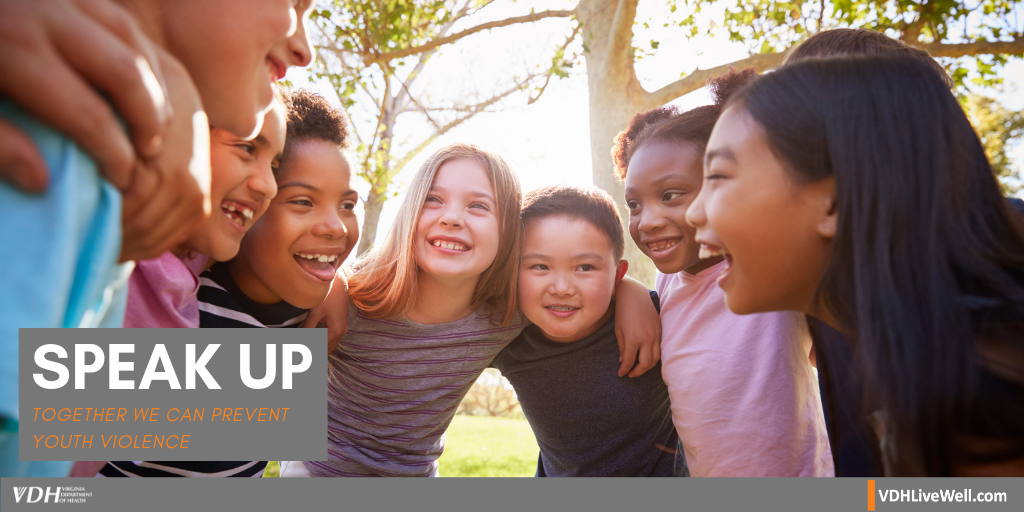 SPEAK UP
TOGETHER WE CAN PREVENT
YOUTH VIOLENCE
VDH VIRGINIA
DEPARTMENT
OF HEALTH
VDHLiveWell.com